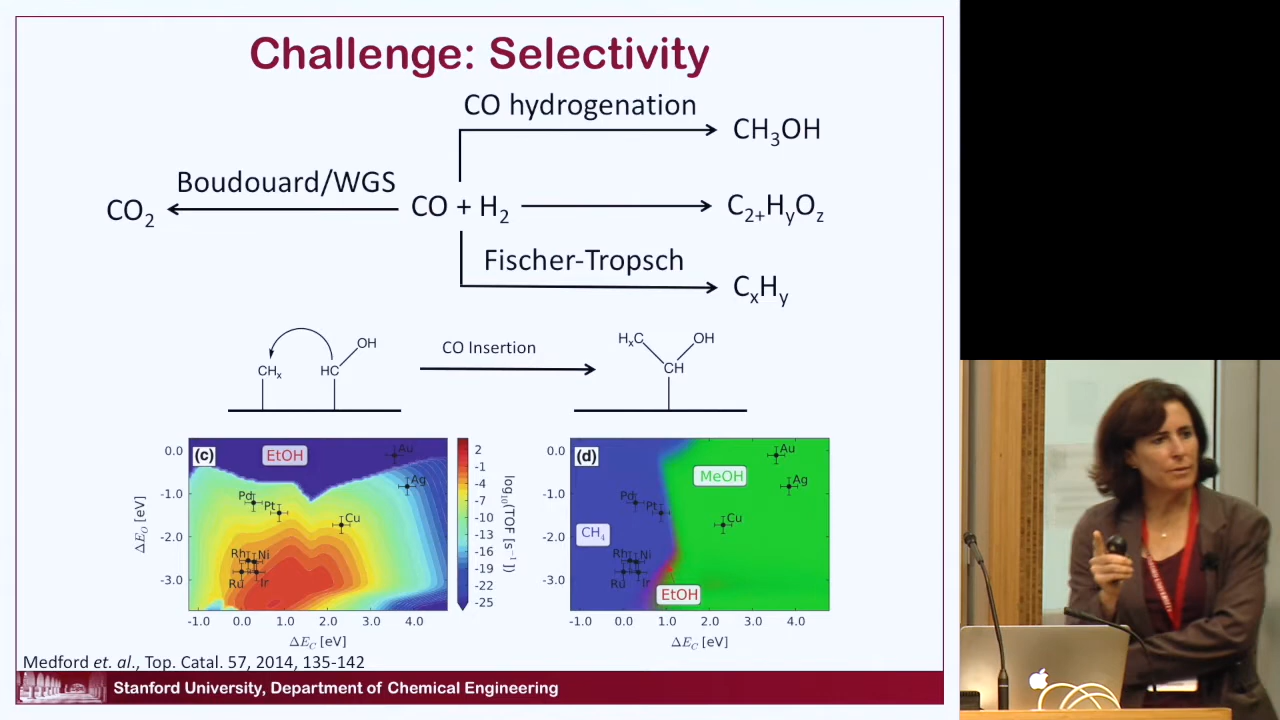 Challenge: Selectivity
CO hydrogenation
CH₃OH
Boudouard/WGS
CO₂
CO + H₂
C₂₊HᵧO_z
Fischer-Tropsch
CₓHᵧ
CHₓ
HC
OH
CO Insertion
HₓC
OH
CH
(c)
EtOH
Au
Ag
Pd
Pt
Cu
Rh
Ni
Ru
Ir
0.0
-1.0
-2.0
-3.0
ΔE_O [eV]
-1.0 0.0 1.0 2.0 3.0 4.0
ΔE_C [eV]
2
-1
-4
-7
-10
-13
-16
-19
-22
-25
log₁₀(TOF [s⁻¹])
(d)
MeOH
Au
Ag
Pd
Pt
Cu
CH₄
Rh
Ni
Ru
Ir
EtOH
0.0
-1.0
-2.0
-3.0
-1.0 0.0 1.0 2.0 3.0 4.0
ΔE_C [eV]
Medford et. al., Top. Catal. 57, 2014, 135-142
Stanford University, Department of Chemical Engineering